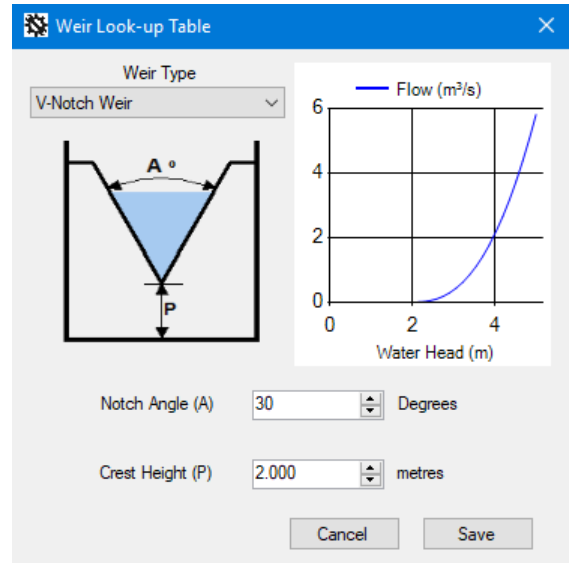 Weir Look-up Table
Weir Type
V-Notch Weir
A °
P
Flow (m³/s)
6
4
2
0
0 2 4
Water Head (m)
Notch Angle (A) 30 Degrees
Crest Height (P) 2.000 metres
Cancel Save